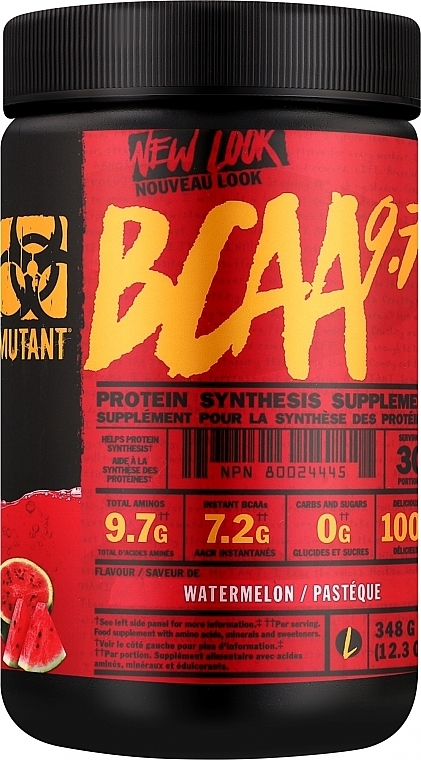 NEW LOOK
NOUVEAU LOOK
BCAA 9.7
MUTANT
PROTEIN SYNTHESIS SUPPLEME
SUPPLÉMENT POUR LA SYNTHÈSE DES PROTÉI
HELPS PROTEIN
SYNTHESIS†
AIDE À LA
SYNTHÈSE DES
PROTÉINES†
NPN 80024445
SERVING
30
PORTION
TOTAL AMINOS
9.7G††
TOTAL D'ACIDES AMINÉS
INSTANT BCAAs
7.2G††
AACR INSTANTANÉS
CARBS AND SUGARS
0G††
GLUCIDES ET SUCRES
DELICIOU
100
DÉLICIEU
FLAVOUR / SAVEUR DE
WATERMELON / PASTÉQUE
†See left side panel for more information.‡ ††Per serving.
Food supplement with amino acids, minerals and sweeteners.
†Voir le côté gauche pour plus d'information.‡
††Par portion. Supplément alimentaire avec acides
aminés, minéraux et édulcorants.
L
348 G
(12.3 O